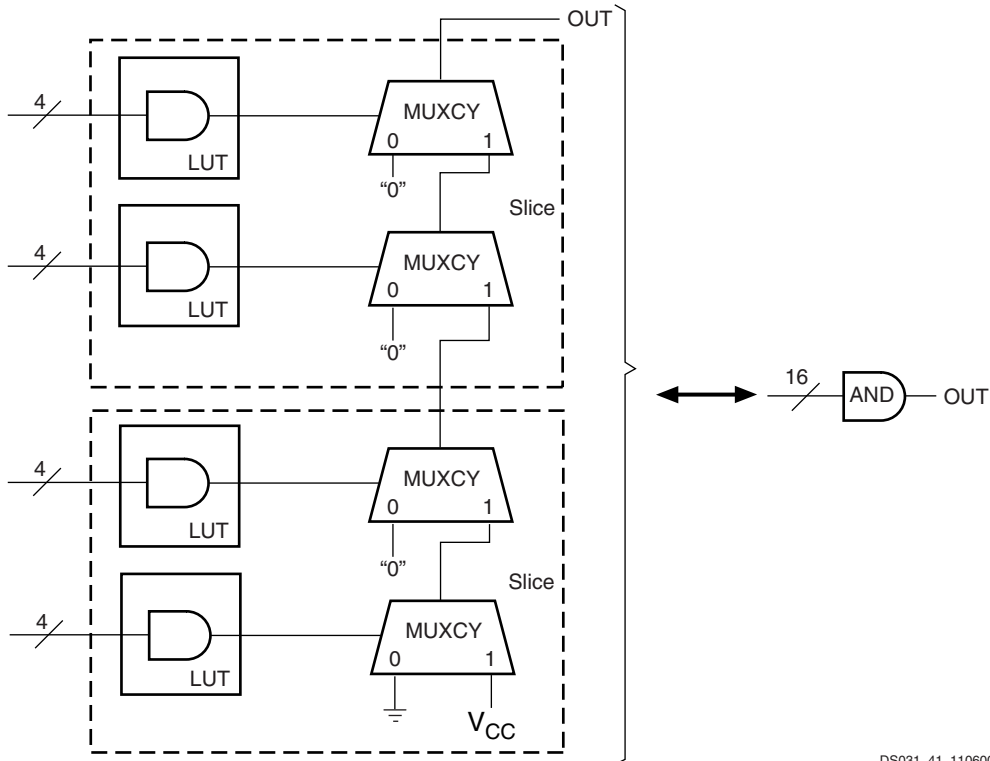 OUT
4
LUT
MUXCY
0 1
“0”
Slice
4
LUT
MUXCY
0 1
“0”
16
AND
OUT
4
LUT
MUXCY
0 1
“0”
Slice
4
LUT
MUXCY
0 1
VCC